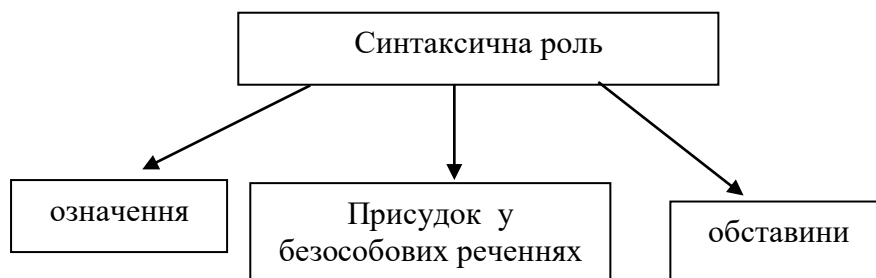 Синтаксична роль
означення
Присудок у
безособових реченнях
обставини